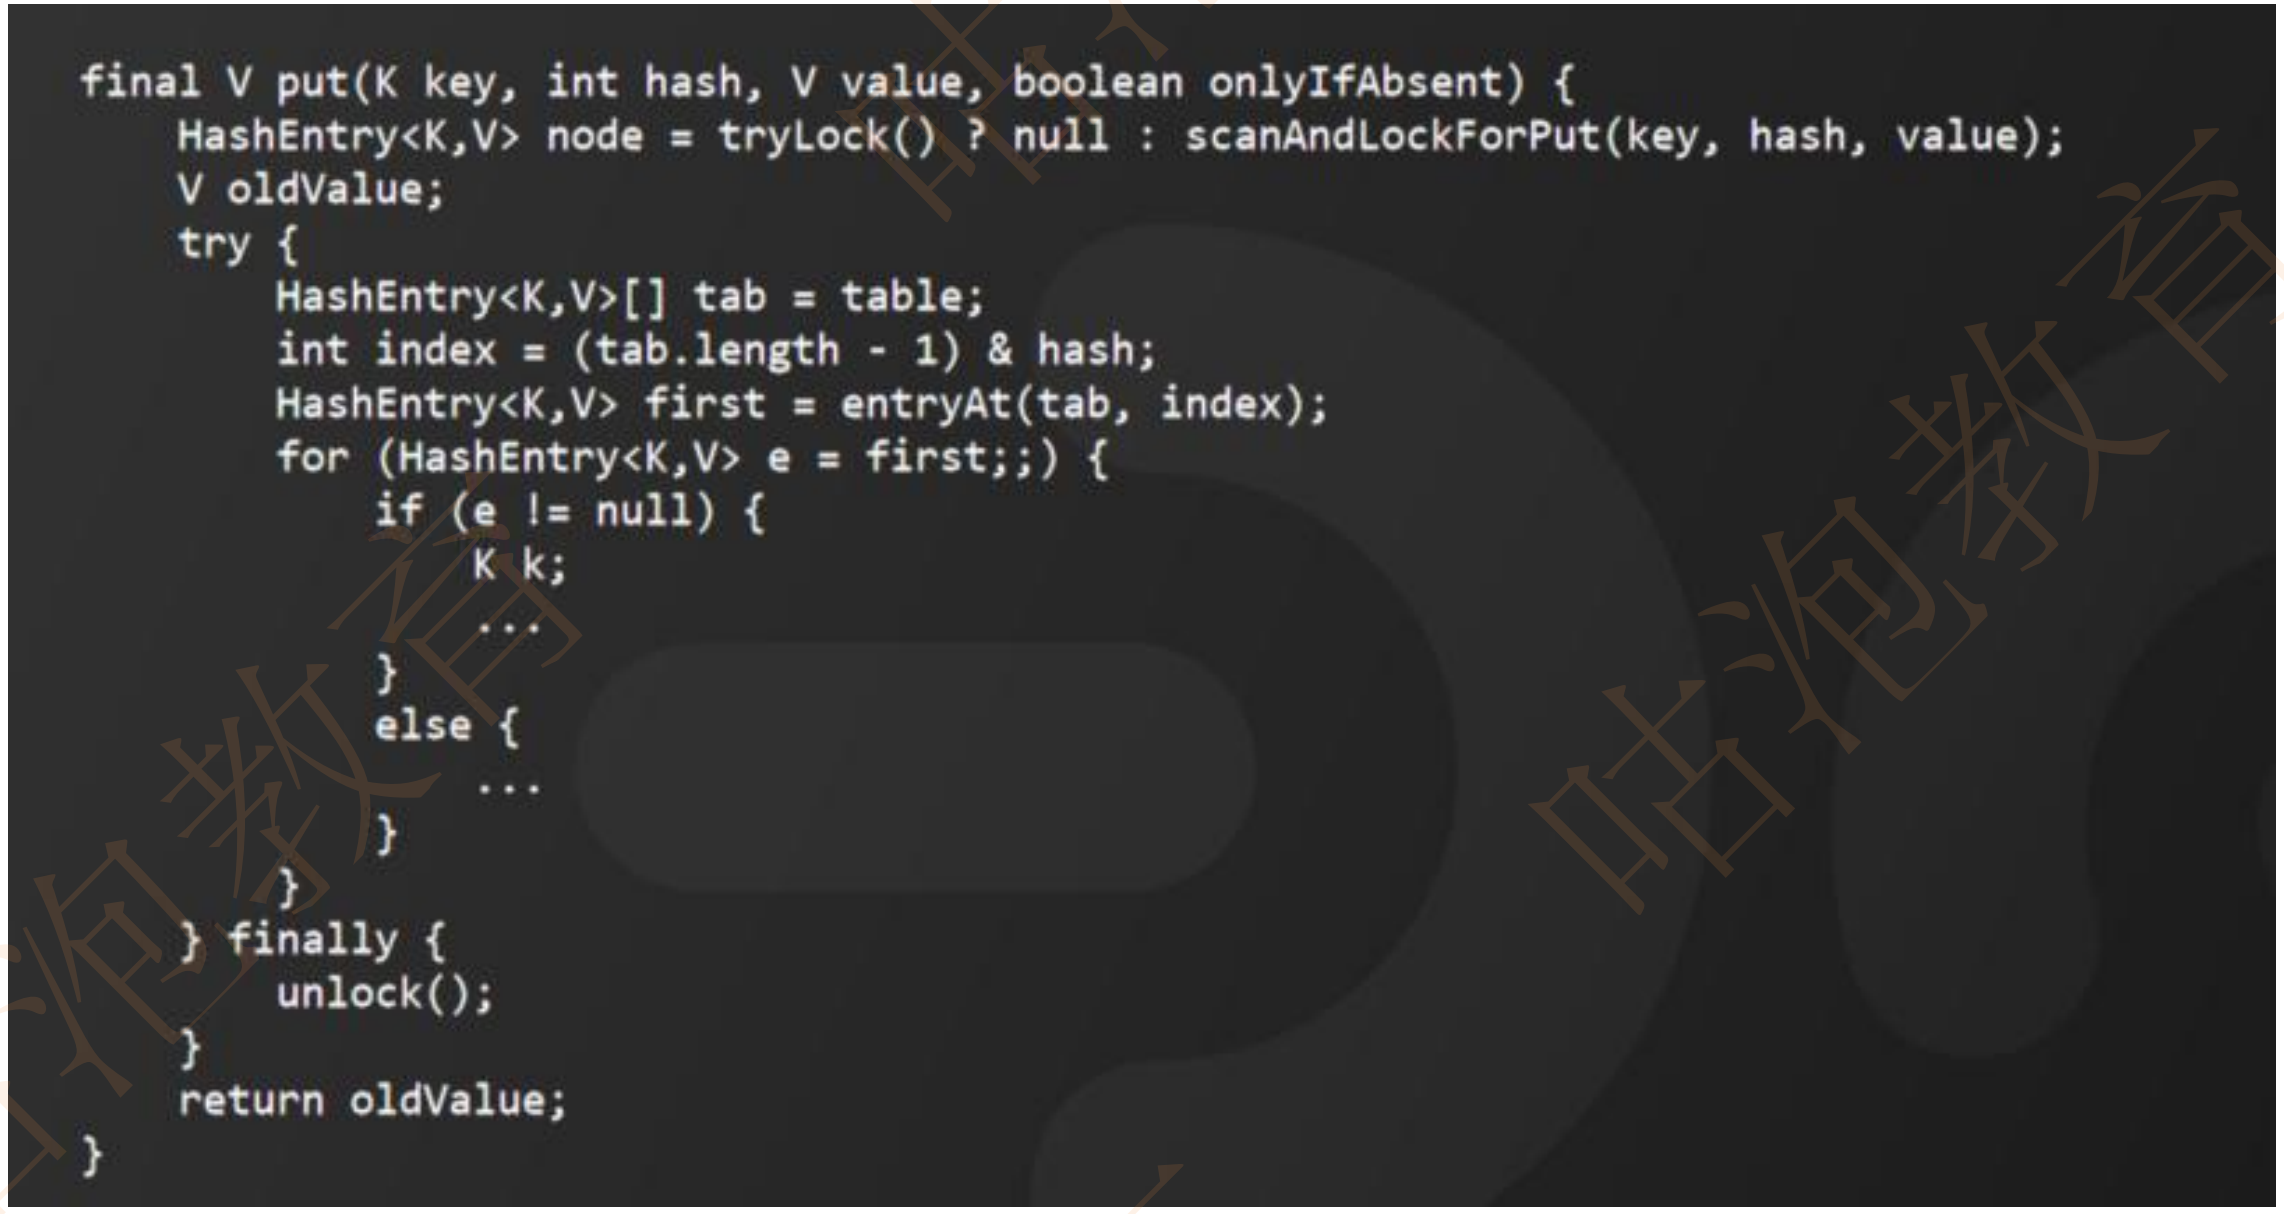 final V put(K key, int hash, V value, boolean onlyIfAbsent) {
    HashEntry<K,V> node = tryLock() ? null : scanAndLockForPut(key, hash, value);
    V oldValue;
    try {
        HashEntry<K,V>[] tab = table;
        int index = (tab.length - 1) & hash;
        HashEntry<K,V> first = entryAt(tab, index);
        for (HashEntry<K,V> e = first;;) {
            if (e != null) {
                K k;
                ...
            }
            else {
                ...
            }
        }
    } finally {
        unlock();
    }
    return oldValue;
}
咕泡教育
咕泡教育
咕